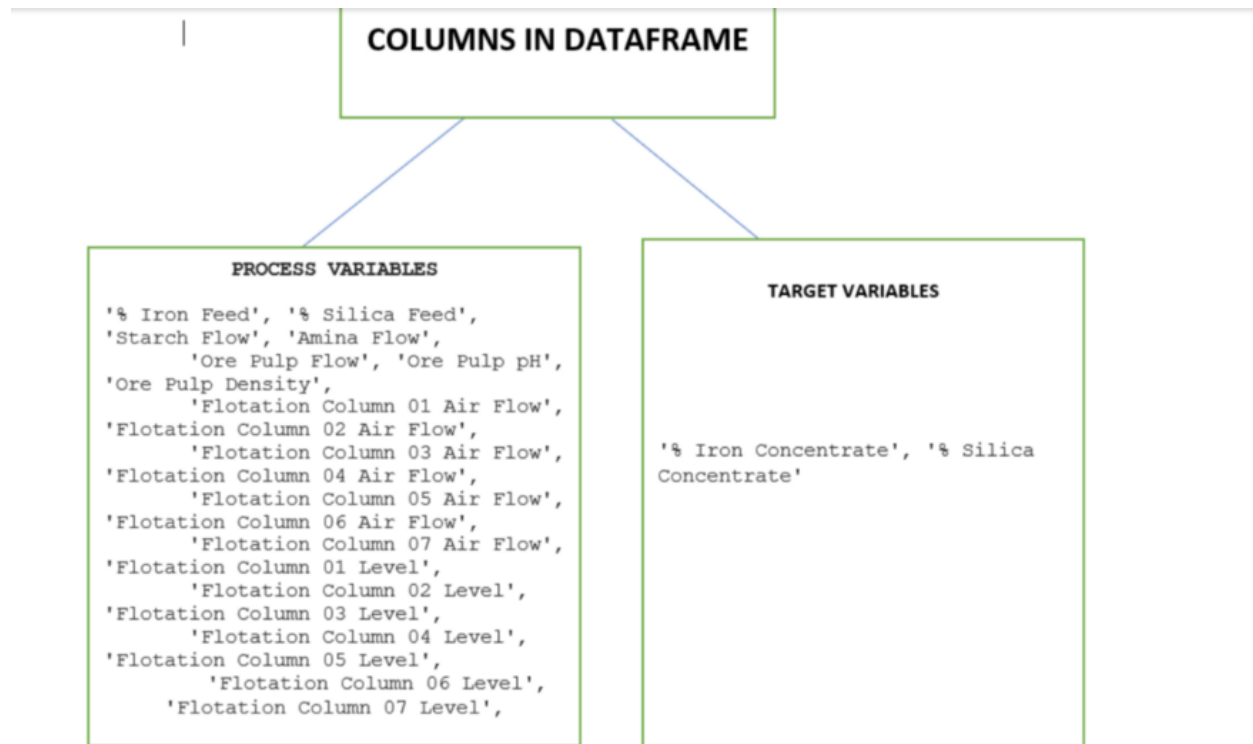 COLUMNS IN DATAFRAME
PROCESS VARIABLES
'% Iron Feed', '% Silica Feed',
'Starch Flow', 'Amina Flow',
'Ore Pulp Flow', 'Ore Pulp pH',
'Ore Pulp Density',
'Flotation Column 01 Air Flow',
'Flotation Column 02 Air Flow',
'Flotation Column 03 Air Flow',
'Flotation Column 04 Air Flow',
'Flotation Column 05 Air Flow',
'Flotation Column 06 Air Flow',
'Flotation Column 07 Air Flow',
'Flotation Column 01 Level',
'Flotation Column 02 Level',
'Flotation Column 03 Level',
'Flotation Column 04 Level',
'Flotation Column 05 Level',
'Flotation Column 06 Level',
'Flotation Column 07 Level',
TARGET VARIABLES
'% Iron Concentrate', '% Silica
Concentrate'